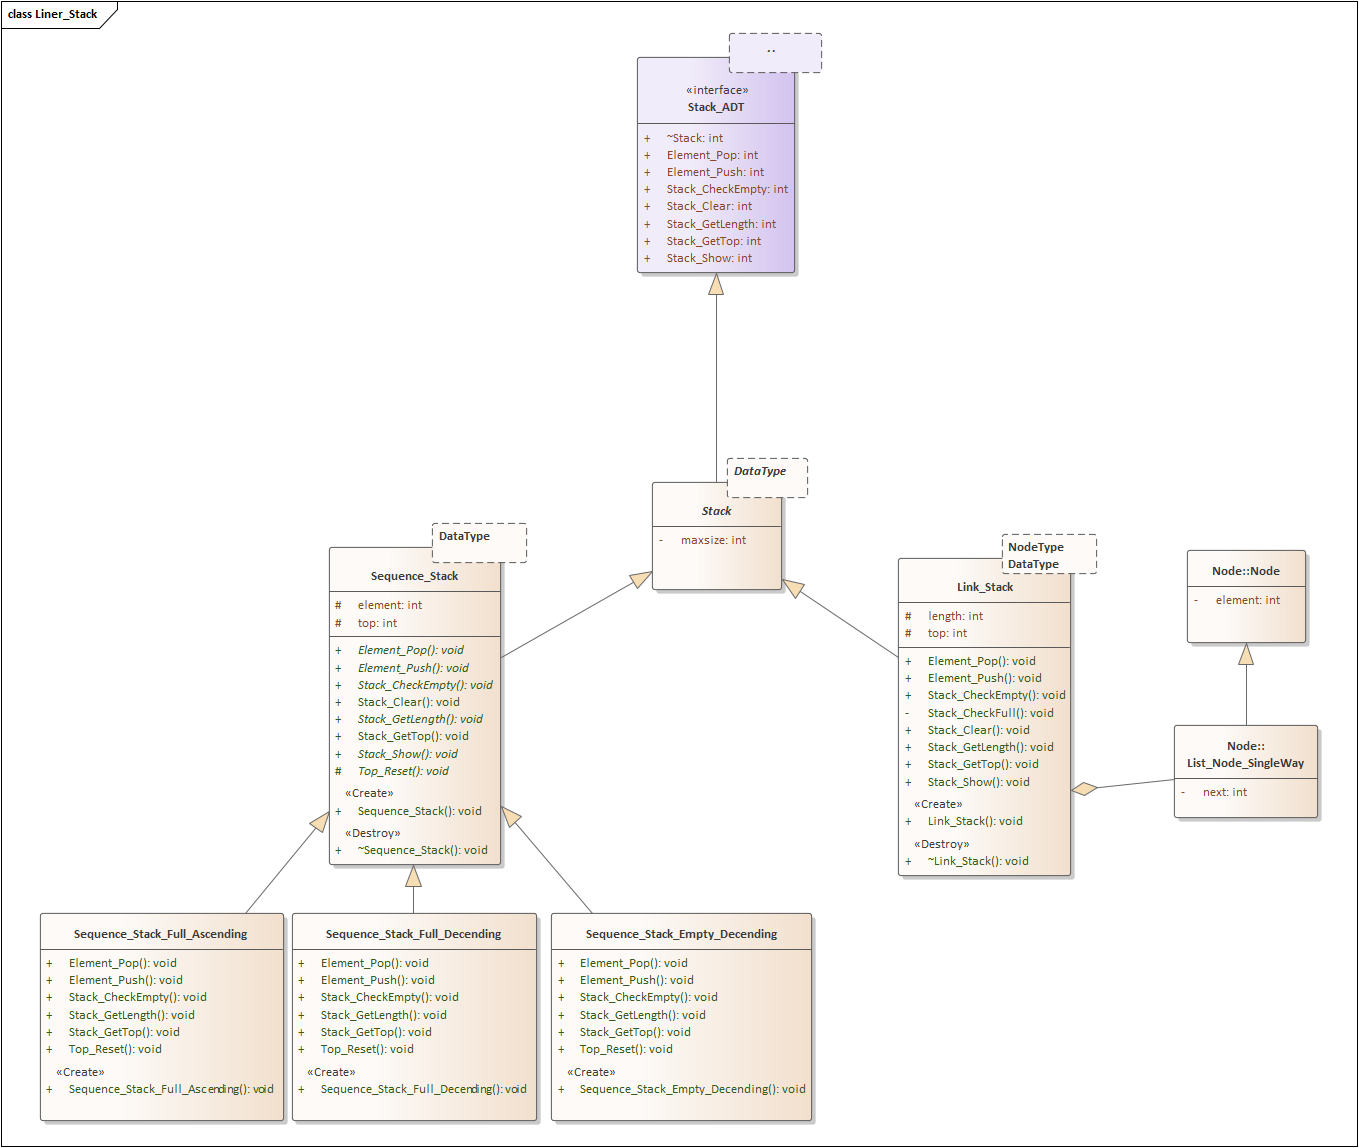 class Liner_Stack
..
«interface»
Stack_ADT
+ ~Stack: int
+ Element_Pop: int
+ Element_Push: int
+ Stack_CheckEmpty: int
+ Stack_Clear: int
+ Stack_GetLength: int
+ Stack_GetTop: int
+ Stack_Show: int
DataType
Stack
- maxsize: int
DataType
Sequence_Stack
# element: int
# top: int
+ Element_Pop(): void
+ Element_Push(): void
+ Stack_CheckEmpty(): void
+ Stack_Clear(): void
+ Stack_GetLength(): void
+ Stack_GetTop(): void
+ Stack_Show(): void
# Top_Reset(): void
«Create»
+ Sequence_Stack(): void
«Destroy»
+ ~Sequence_Stack(): void
NodeType
DataType
Link_Stack
# length: int
# top: int
+ Element_Pop(): void
+ Element_Push(): void
+ Stack_CheckEmpty(): void
- Stack_CheckFull(): void
+ Stack_Clear(): void
+ Stack_GetLength(): void
+ Stack_GetTop(): void
+ Stack_Show(): void
«Create»
+ Link_Stack(): void
«Destroy»
+ ~Link_Stack(): void
Node::Node
- element: int
Node::
List_Node_SingleWay
- next: int
Sequence_Stack_Full_Ascending
+ Element_Pop(): void
+ Element_Push(): void
+ Stack_CheckEmpty(): void
+ Stack_GetLength(): void
+ Stack_GetTop(): void
+ Top_Reset(): void
«Create»
+ Sequence_Stack_Full_Ascending(): void
Sequence_Stack_Full_Decending
+ Element_Pop(): void
+ Element_Push(): void
+ Stack_CheckEmpty(): void
+ Stack_GetLength(): void
+ Stack_GetTop(): void
+ Top_Reset(): void
«Create»
+ Sequence_Stack_Full_Decending(): void
Sequence_Stack_Empty_Decending
+ Element_Pop(): void
+ Element_Push(): void
+ Stack_CheckEmpty(): void
+ Stack_GetLength(): void
+ Stack_GetTop(): void
+ Top_Reset(): void
«Create»
+ Sequence_Stack_Empty_Decending(): void